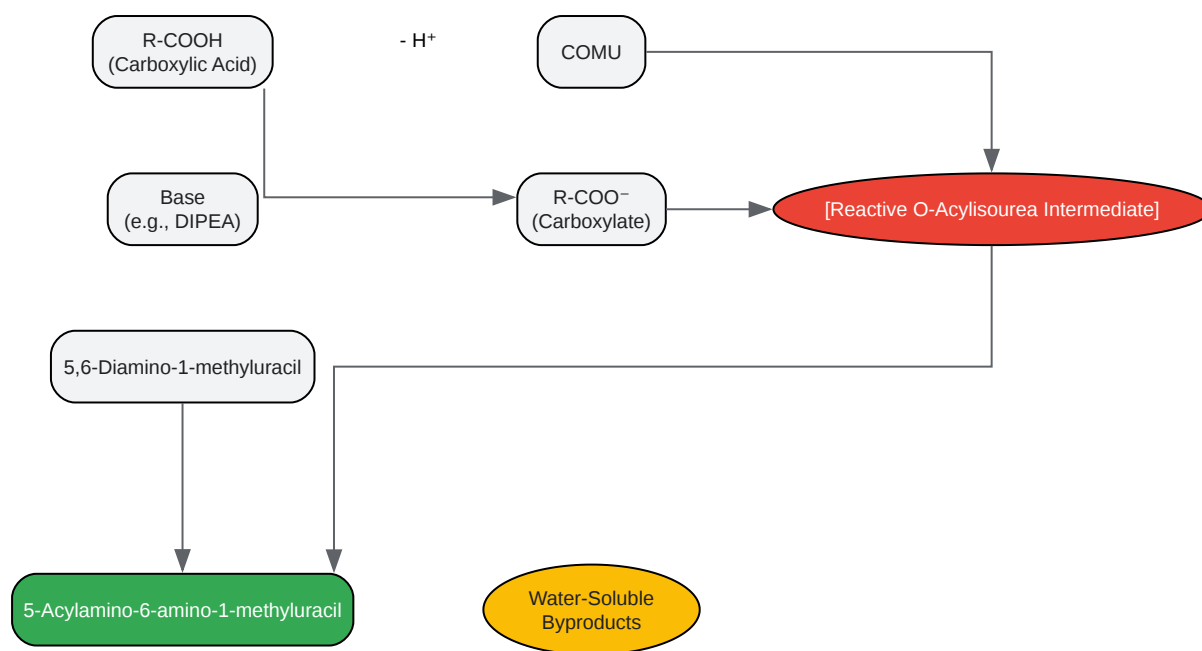 R-COOH
(Carboxylic Acid)
- H⁺
COMU
Base
(e.g., DIPEA)
R-COO⁻
(Carboxylate)
[Reactive O-Acylisourea Intermediate]
5,6-Diamino-1-methyluracil
5-Acylamino-6-amino-1-methyluracil
Water-Soluble
Byproducts